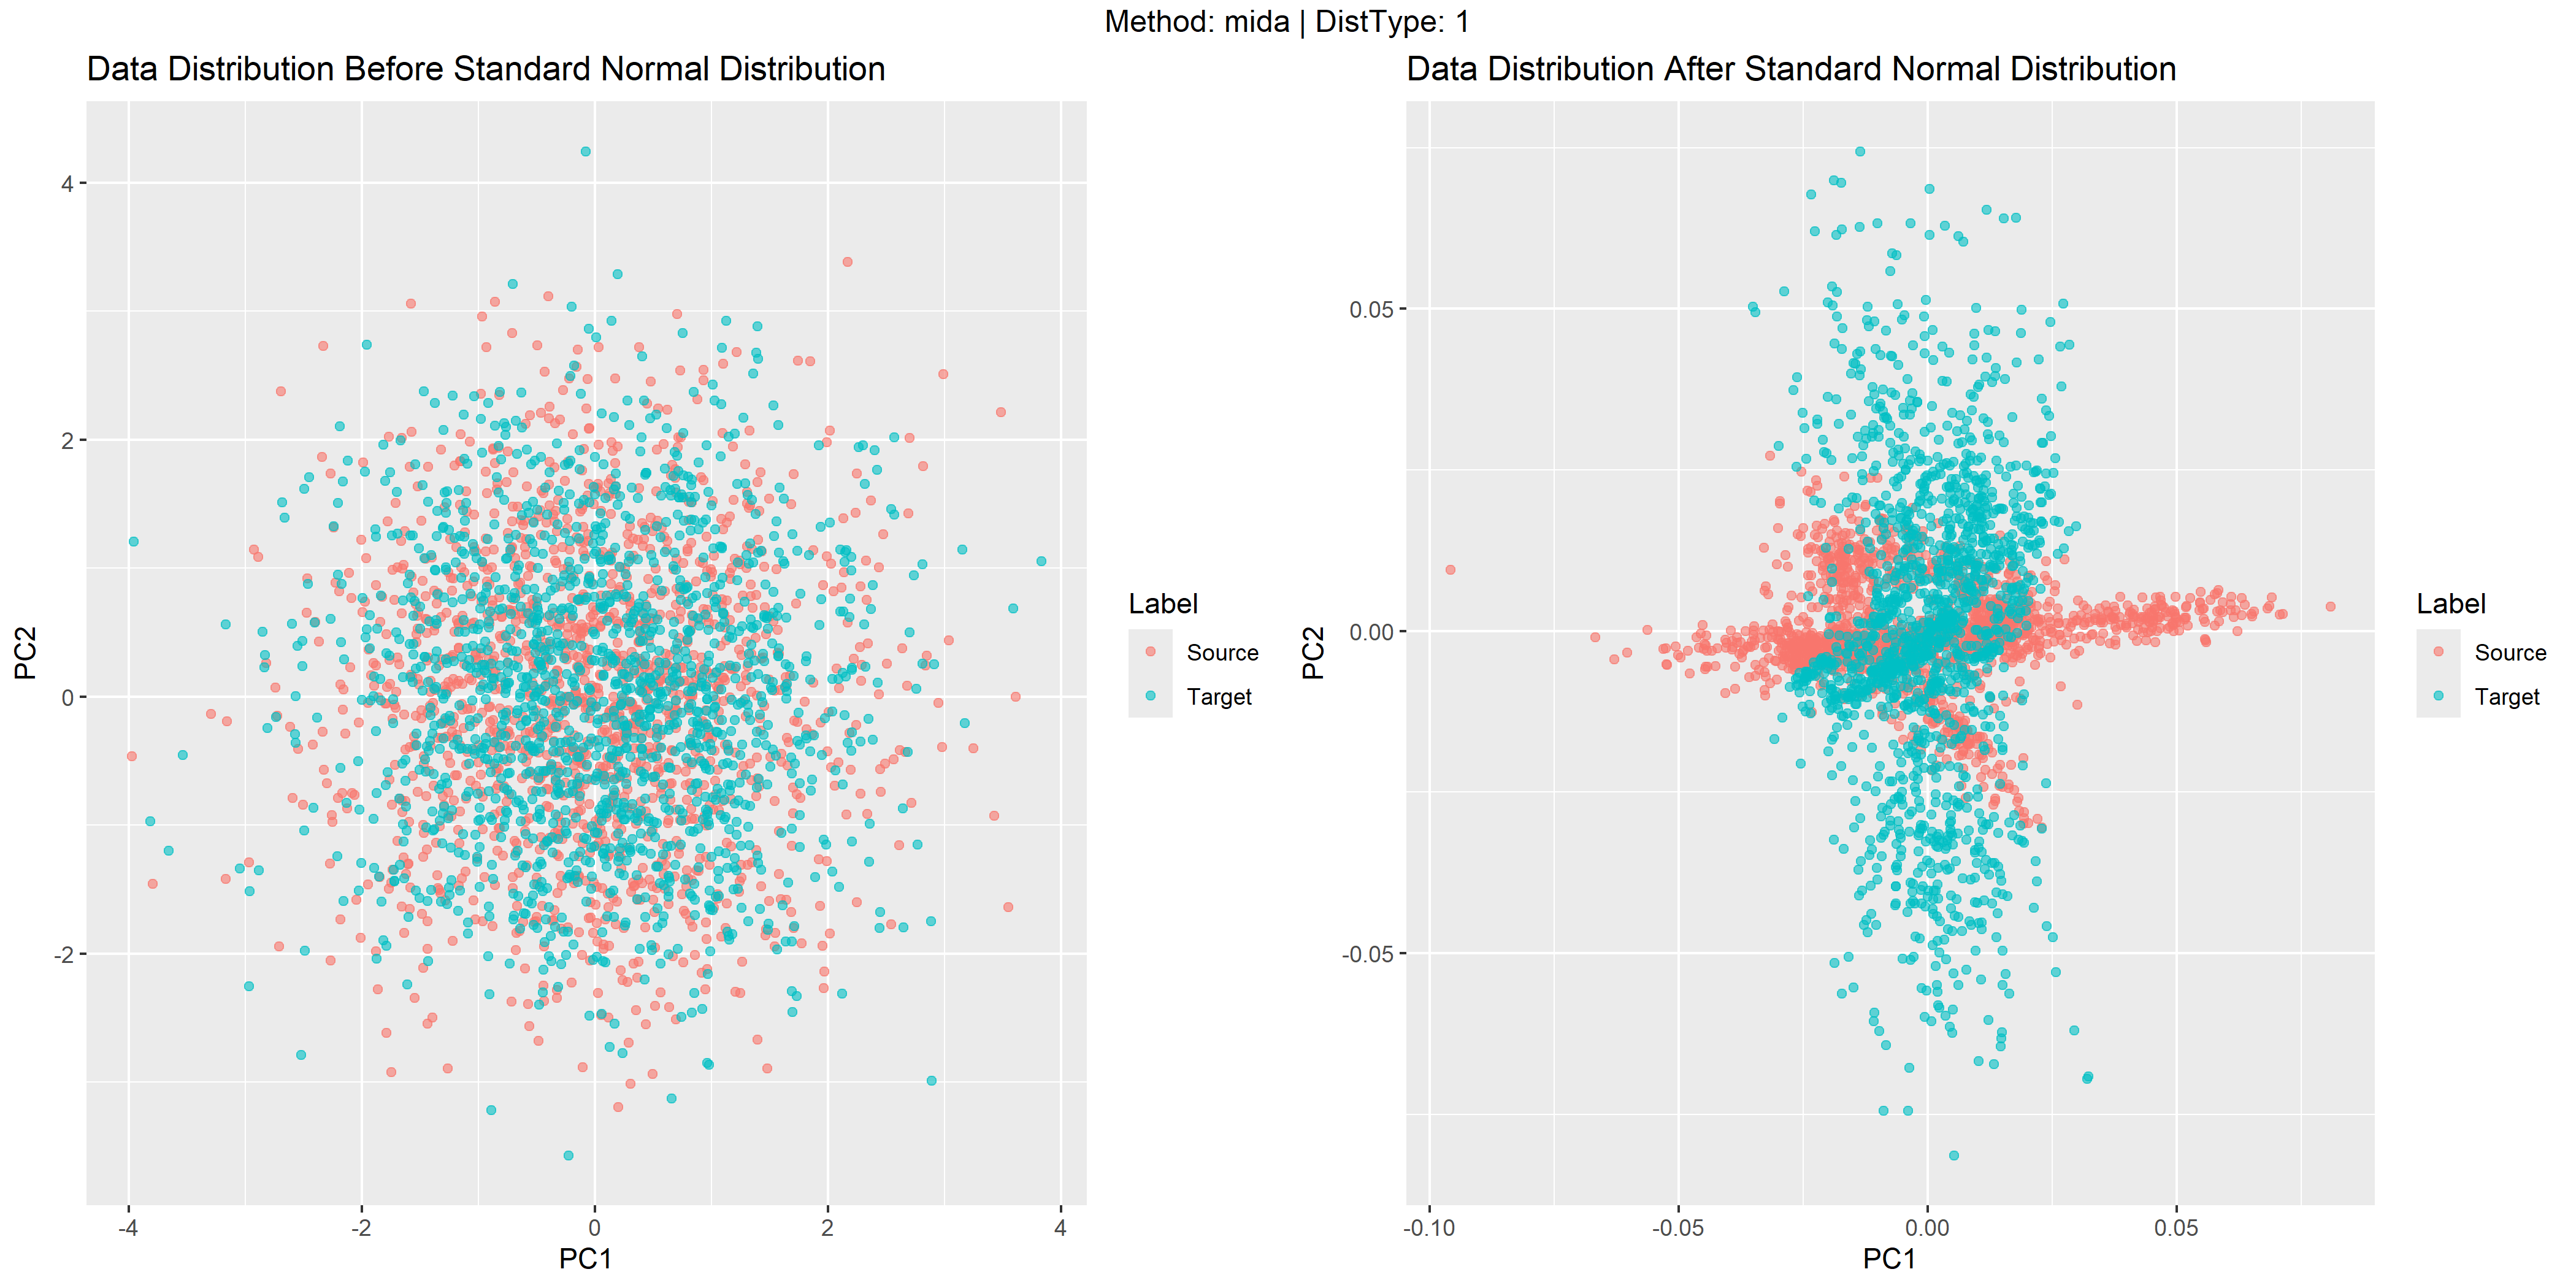 Method: mida | DistType: 1
Data Distribution Before Standard Normal Distribution
4
2
0
-2
PC2
-4
-2
0
2
4
PC1
Label
Source
Target
Data Distribution After Standard Normal Distribution
0.05
0.00
-0.05
PC2
-0.10
-0.05
0.00
0.05
PC1
Label
Source
Target